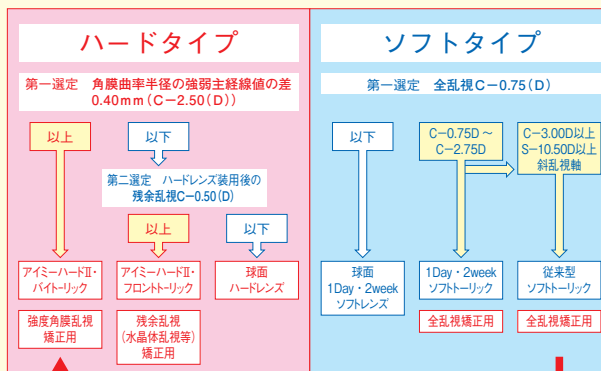 ハードタイプ
第一選定 角膜曲率半径の強弱主経線値の差
0.40mm(C−2.50(D))
以上
以下
第二選定 ハードレンズ装用後の
残余乱視C−0.50(D)
以上
以下
アイミーハードⅡ・
バイトーリック
アイミーハードⅡ・
フロントトーリック
球面
ハードレンズ
強度角膜乱視
矯正用
残余乱視
(水晶体乱視等)
矯正用
ソフトタイプ
第一選定 全乱視C−0.75(D)
以下
C−0.75D～
C−2.75D
C−3.00D以上
S−10.50D以上
斜乱視軸
球面
1Day・2week
ソフトレンズ
1Day・2week
ソフトトーリック
従来型
ソフトトーリック
全乱視矯正用
全乱視矯正用